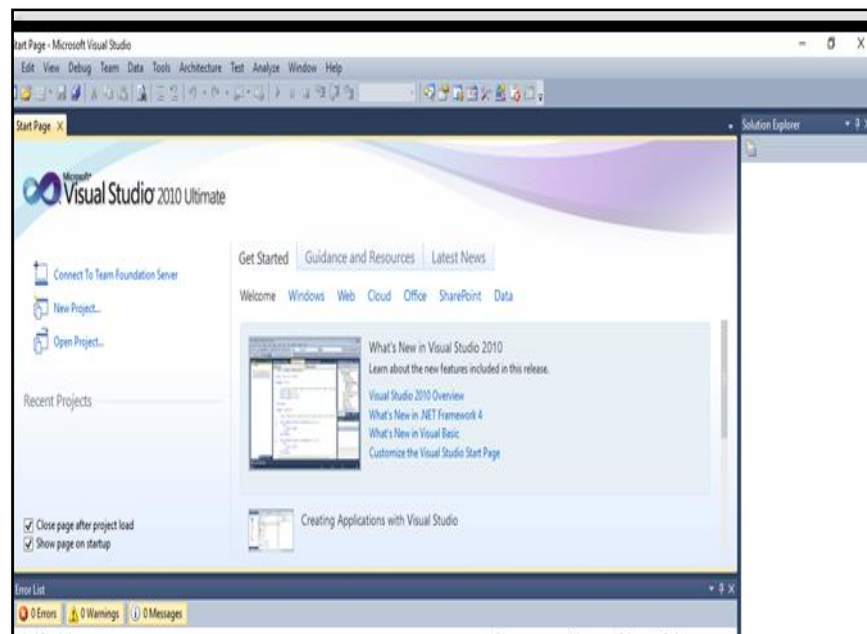 tart Page - Microsoft Visual Studio
Edit View Debug Team Data Tools Architecture Test Analyze Window Help
Start Page X
Solution Explorer
Microsoft
Visual Studio 2010 Ultimate
Connect To Team Foundation Server
New Project...
Open Project...
Recent Projects
Close page after project load
Show page on startup
Get Started Guidance and Resources Latest News
Welcome Windows Web Cloud Office SharePoint Data
What's New in Visual Studio 2010
Learn about the new features included in this release.
Visual Studio 2010 Overview
What's New in .NET Framework 4
What's New in Visual Basic
Customize the Visual Studio Start Page
Creating Applications with Visual Studio
Error List
0 Errors 0 Warnings 0 Messages